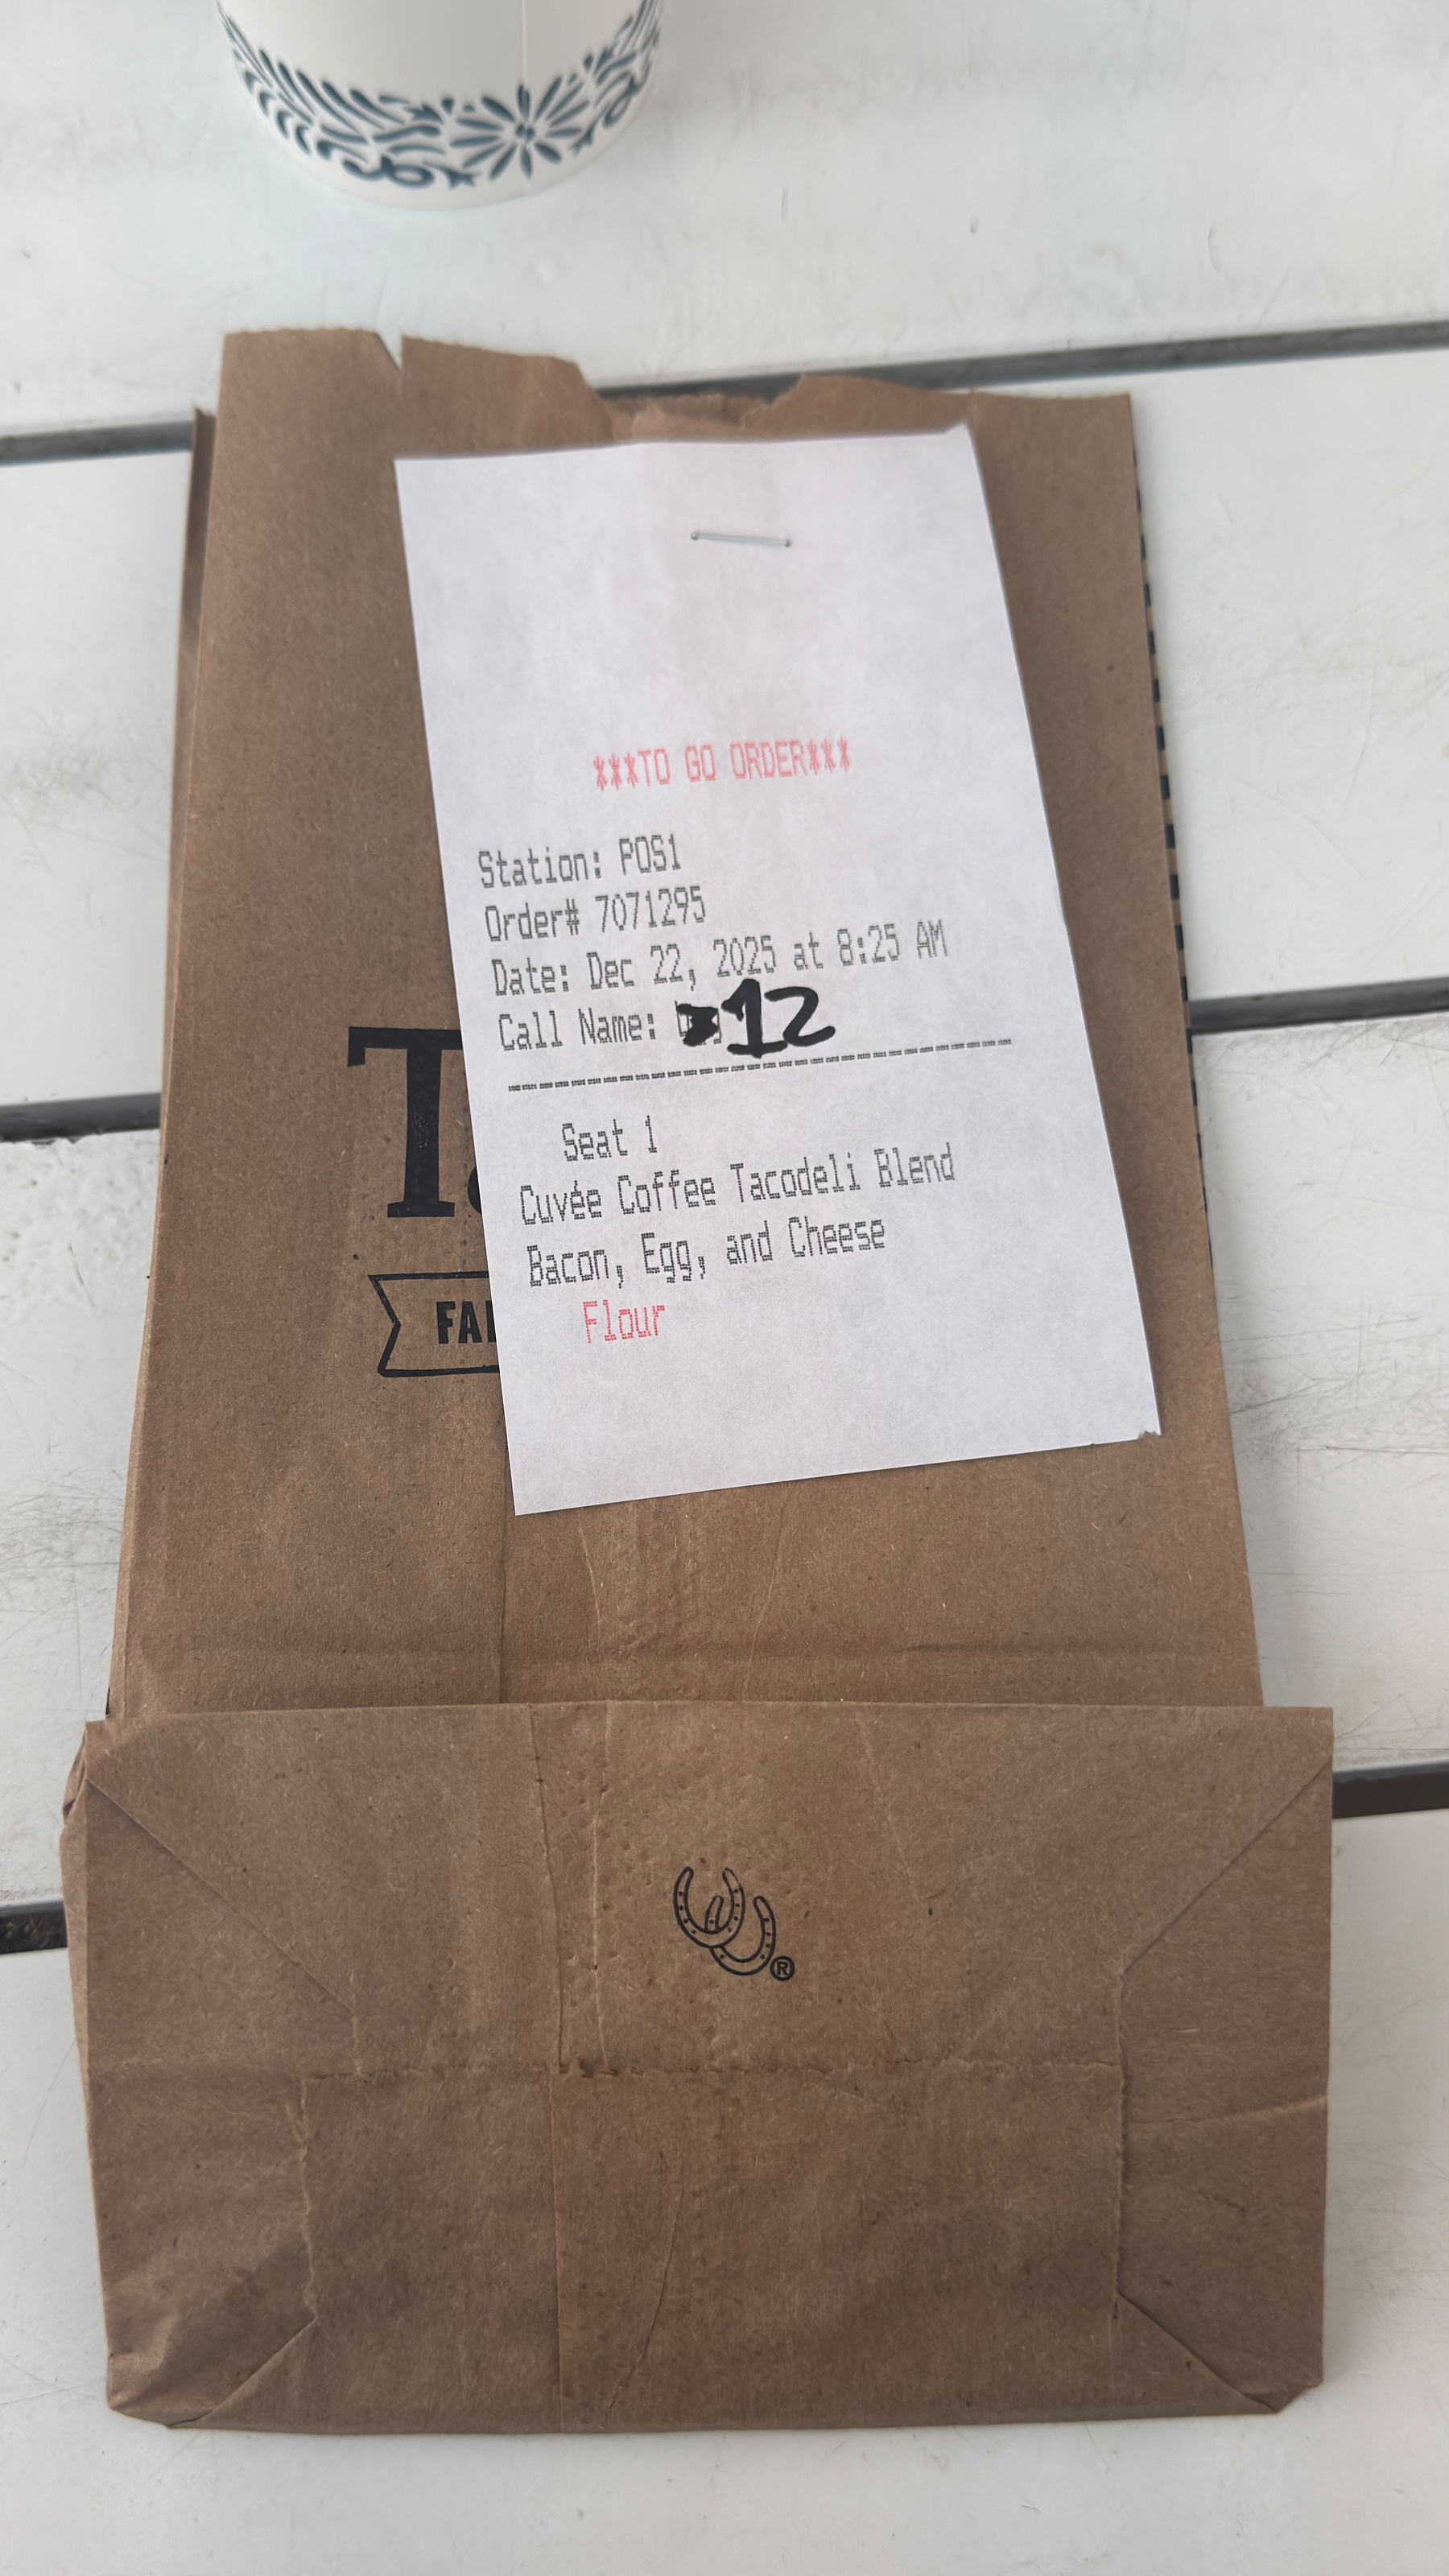 ***TO GO ORDER***
Station: POS1
Order# 7071295
Date: Dec 22, 2025 at 8:25 AM
Call Name: 12
Seat 1
Cuvée Coffee Tacodeli Blend
Bacon, Egg, and Cheese
Flour
®